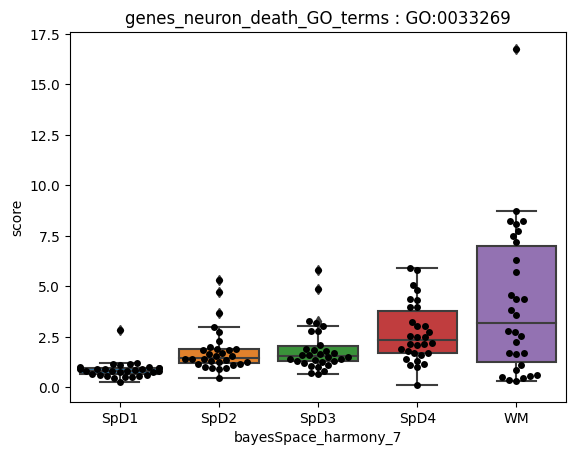 genes_neuron_death_GO_terms : GO:0033269
17.5
15.0
12.5
10.0
7.5
5.0
2.5
0.0
score
SpD1 SpD2 SpD3 SpD4 WM
bayesSpace_harmony_7